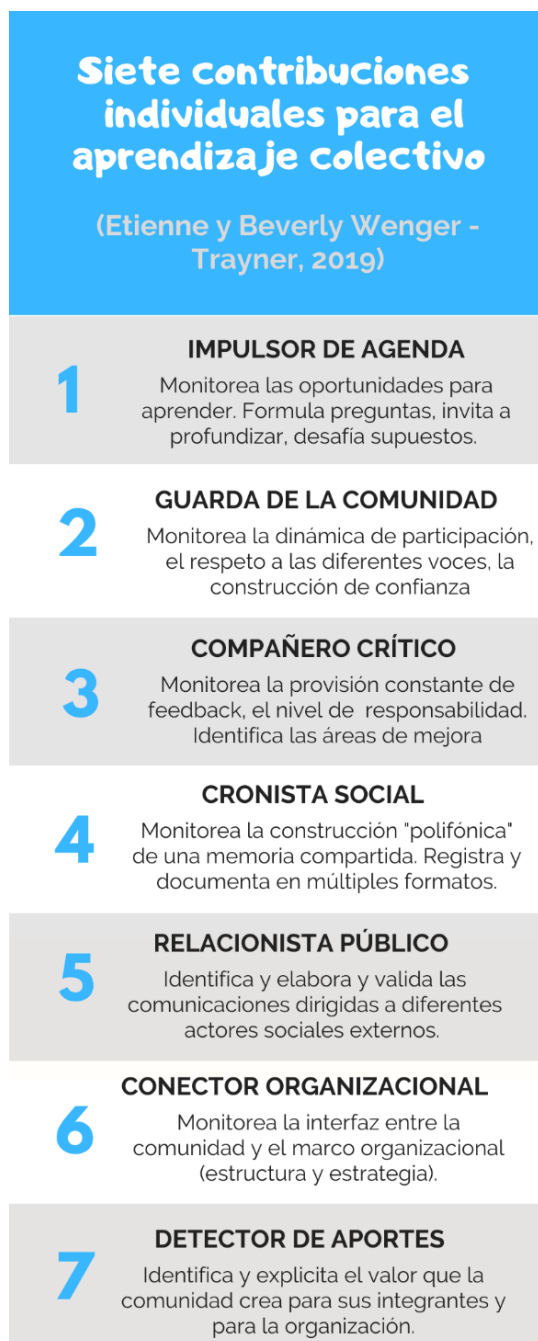 Siete contribuciones
individuales para el
aprendizaje colectivo
(Etienne y Beverly Wenger -
Trayner, 2019)
1
IMPULSOR DE AGENDA
Monitorea las oportunidades para
aprender. Formula preguntas, invita a
profundizar, desafía supuestos.
2
GUARDA DE LA COMUNIDAD
Monitorea la dinámica de participación,
el respeto a las diferentes voces, la
construcción de confianza
3
COMPAÑERO CRÍTICO
Monitorea la provisión constante de
feedback, el nivel de responsabilidad.
Identifica las áreas de mejora
4
CRONISTA SOCIAL
Monitorea la construcción "polifónica"
de una memoria compartida. Registra y
documenta en múltiples formatos.
5
RELACIONISTA PÚBLICO
Identifica y elabora y valida las
comunicaciones dirigidas a diferentes
actores sociales externos.
6
CONECTOR ORGANIZACIONAL
Monitorea la interfaz entre la
comunidad y el marco organizacional
(estructura y estrategia).
7
DETECTOR DE APORTES
Identifica y explicita el valor que la
comunidad crea para sus integrantes y
para la organización.